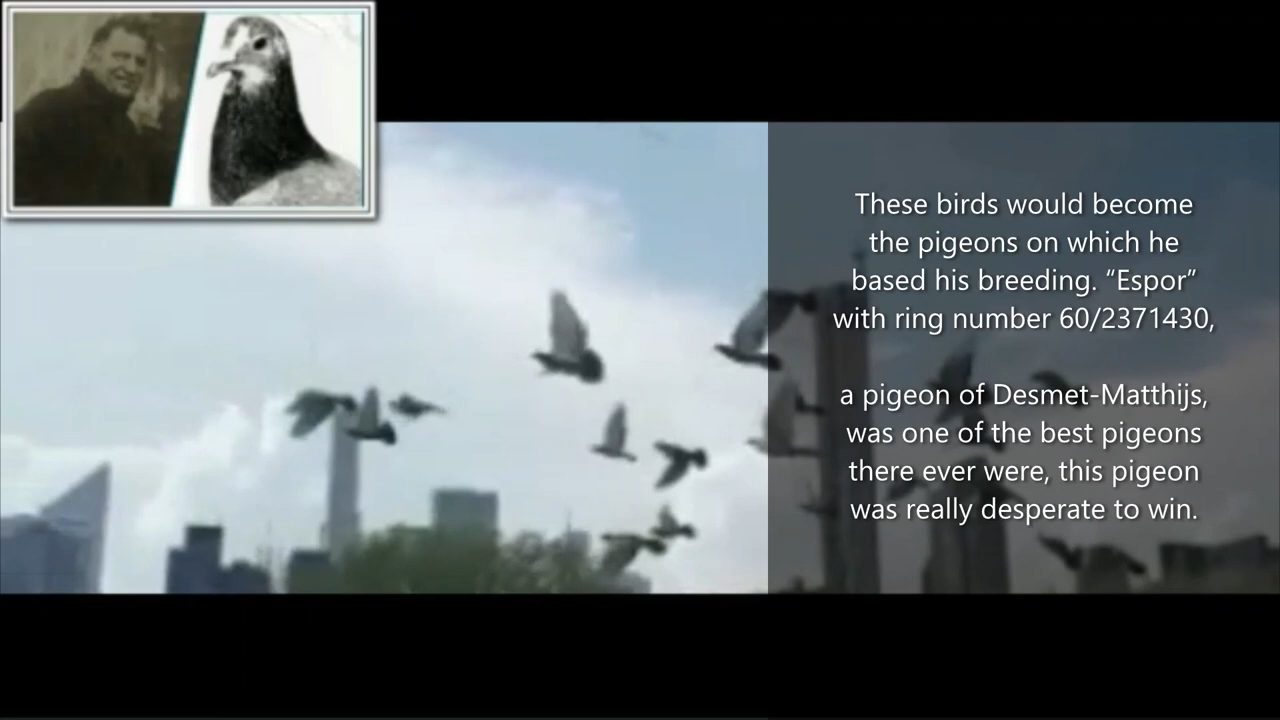 These birds would become
the pigeons on which he
based his breeding. “Espor”
with ring number 60/2371430,
a pigeon of Desmet-Matthijs,
was one of the best pigeons
there ever were, this pigeon
was really desperate to win.